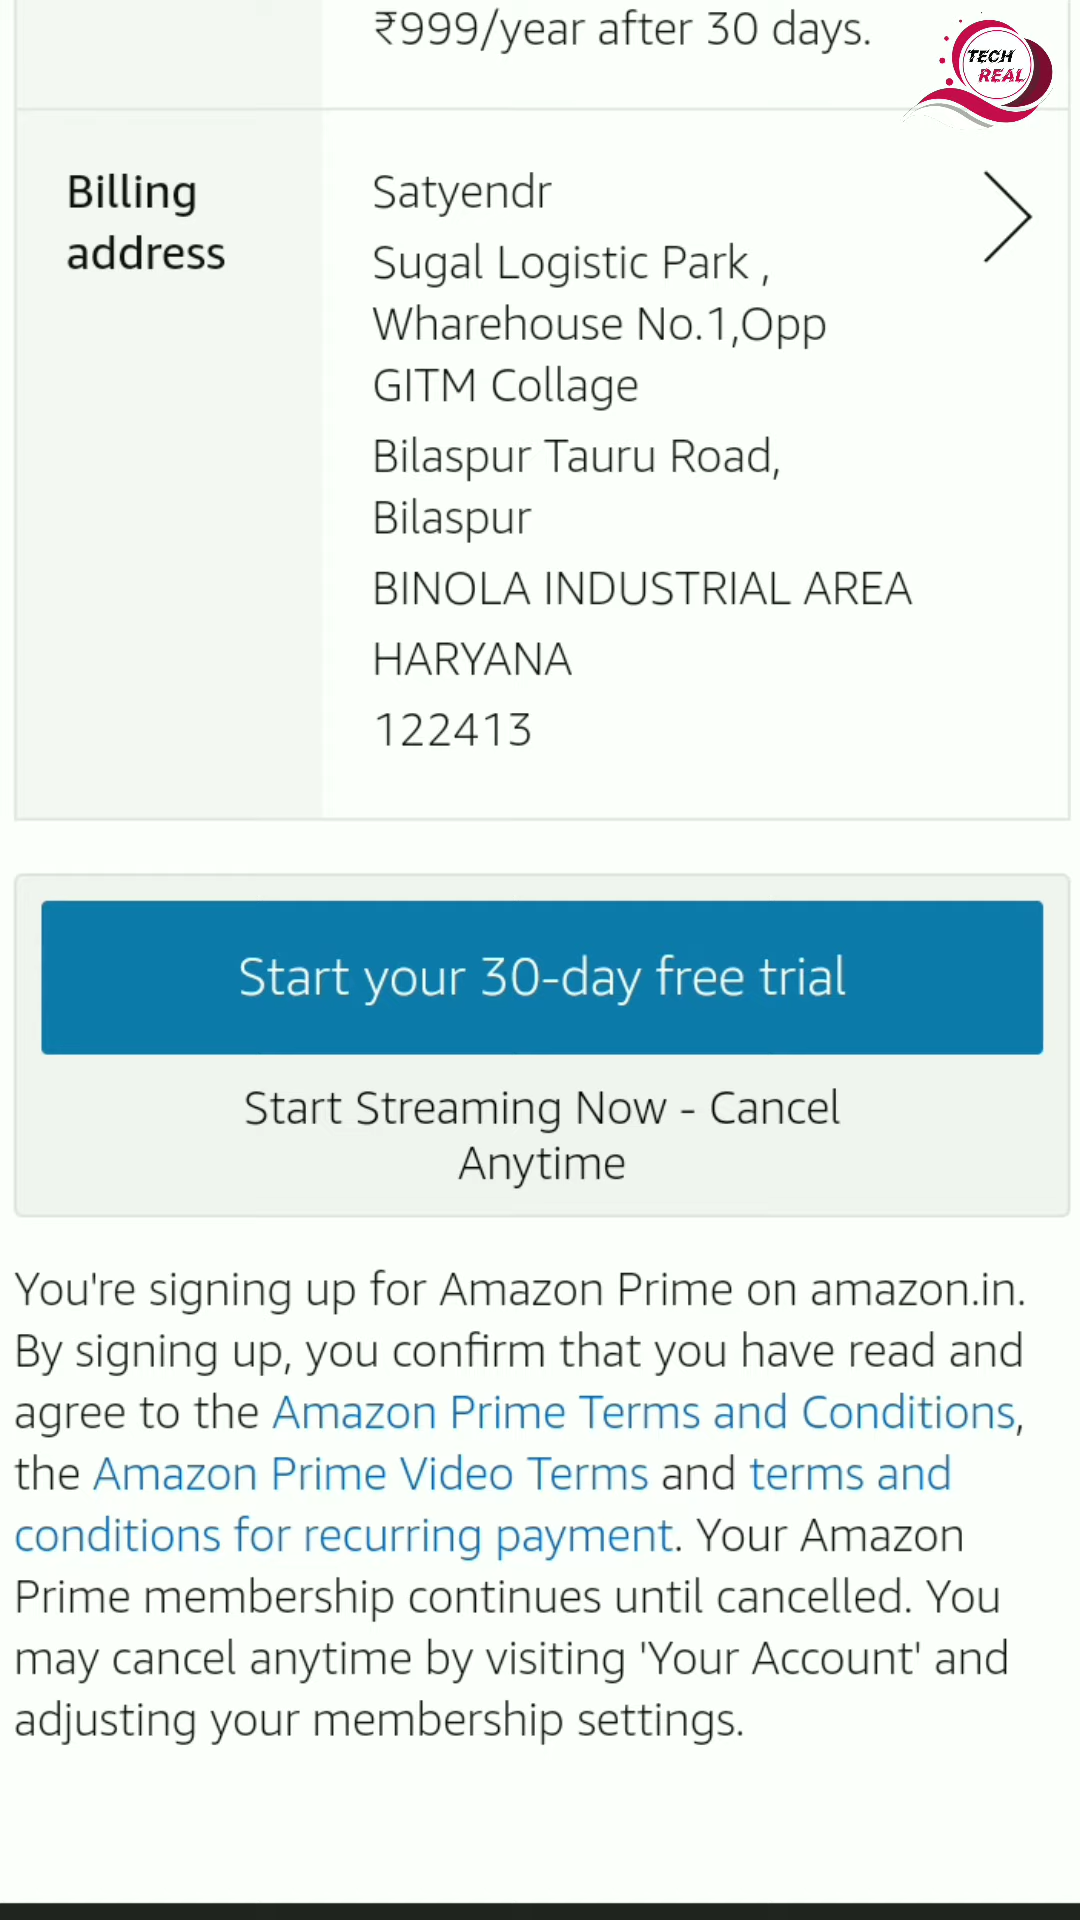 ₹999/year after 30 days.
TECH
REAL
Billing
address
Satyendr
Sugal Logistic Park ,
Wharehouse No.1,Opp
GITM Collage
Bilaspur Tauru Road,
Bilaspur
BINOLA INDUSTRIAL AREA
HARYANA
122413
Start your 30-day free trial
Start Streaming Now - Cancel
Anytime
You're signing up for Amazon Prime on amazon.in.
By signing up, you confirm that you have read and
agree to the Amazon Prime Terms and Conditions,
the Amazon Prime Video Terms and terms and
conditions for recurring payment. Your Amazon
Prime membership continues until cancelled. You
may cancel anytime by visiting 'Your Account' and
adjusting your membership settings.